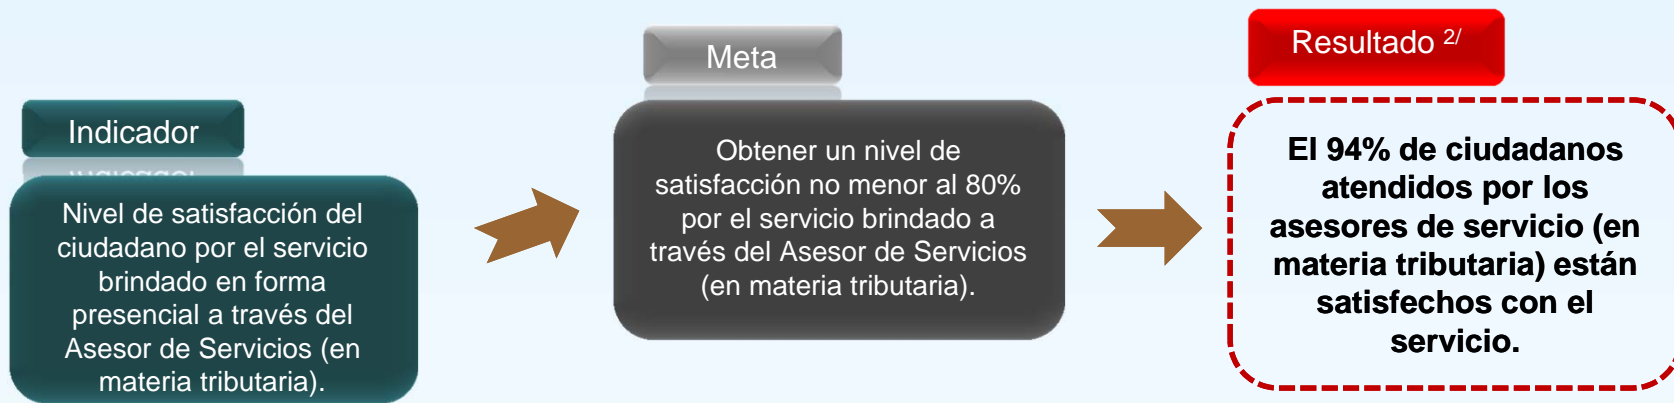 Indicador
Nivel de satisfacción del
ciudadano por el servicio
brindado en forma
presencial a través del
Asesor de Servicios (en
materia tributaria).
Meta
Obtener un nivel de
satisfacción no menor al 80%
por el servicio brindado a
través del Asesor de Servicios
(en materia tributaria).
Resultado 2/
El 94% de ciudadanos
atendidos por los
asesores de servicio (en
materia tributaria) están
satisfechos con el
servicio.